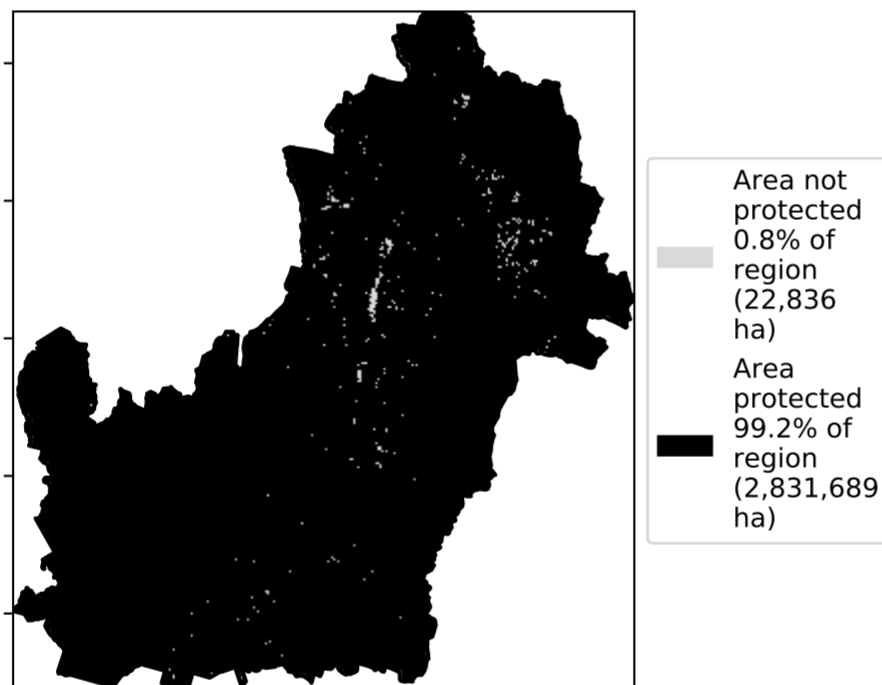 Area not
protected
0.8% of
region
(22,836
ha)
Area
protected
99.2% of
region
(2,831,689
ha)